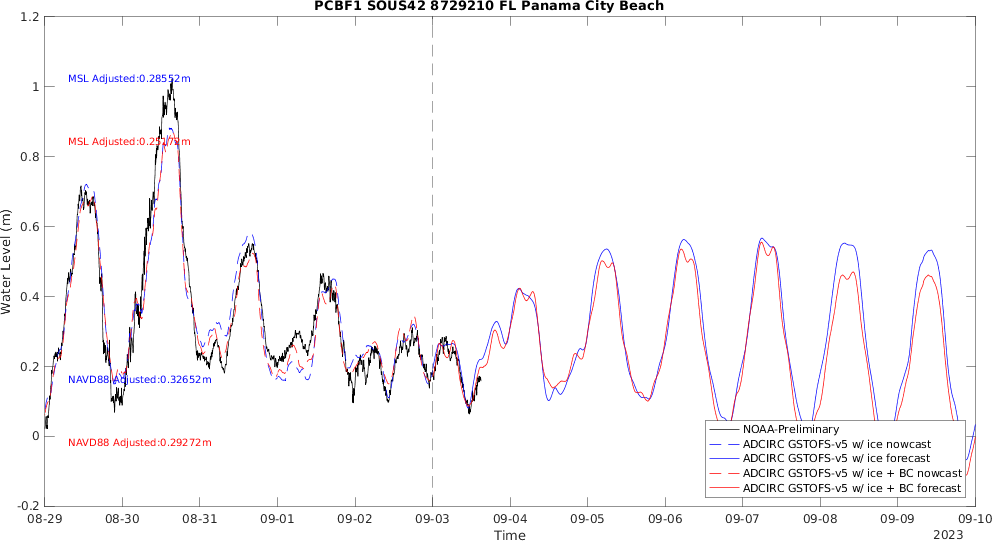 PCBF1 SOUS42 8729210 FL Panama City Beach
1.2
1
0.8
0.6
0.4
0.2
0
-0.2
Water Level (m)
MSL Adjusted:0.28552m
MSL Adjusted:0.25172m
NAVD88 Adjusted:0.32652m
NAVD88 Adjusted:0.29272m
NOAA-Preliminary
ADCIRC GSTOFS-v5 w/ ice nowcast
ADCIRC GSTOFS-v5 w/ ice forecast
ADCIRC GSTOFS-v5 w/ ice + BC nowcast
ADCIRC GSTOFS-v5 w/ ice + BC forecast
08-29 08-30 08-31 09-01 09-02 09-03 09-04 09-05 09-06 09-07 09-08 09-09 09-10
Time
2023